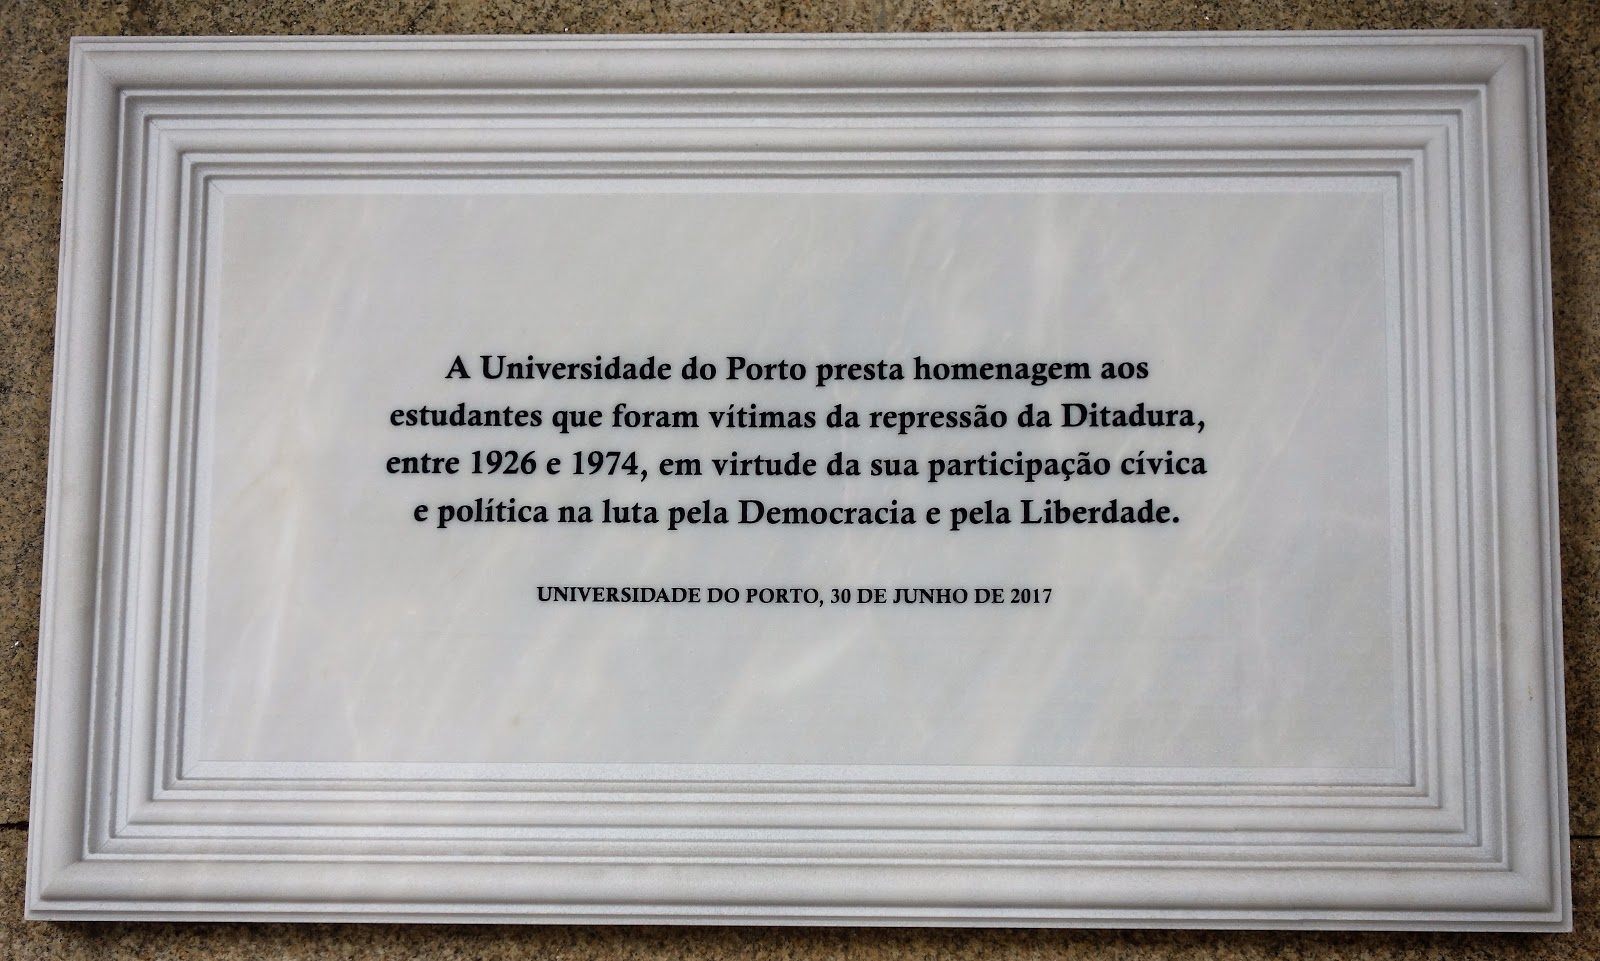 A Universidade do Porto presta homenagem aos
estudantes que foram vítimas da repressão da Ditadura,
entre 1926 e 1974, em virtude da sua participação cívica
e política na luta pela Democracia e pela Liberdade.
UNIVERSIDADE DO PORTO, 30 DE JUNHO DE 2017